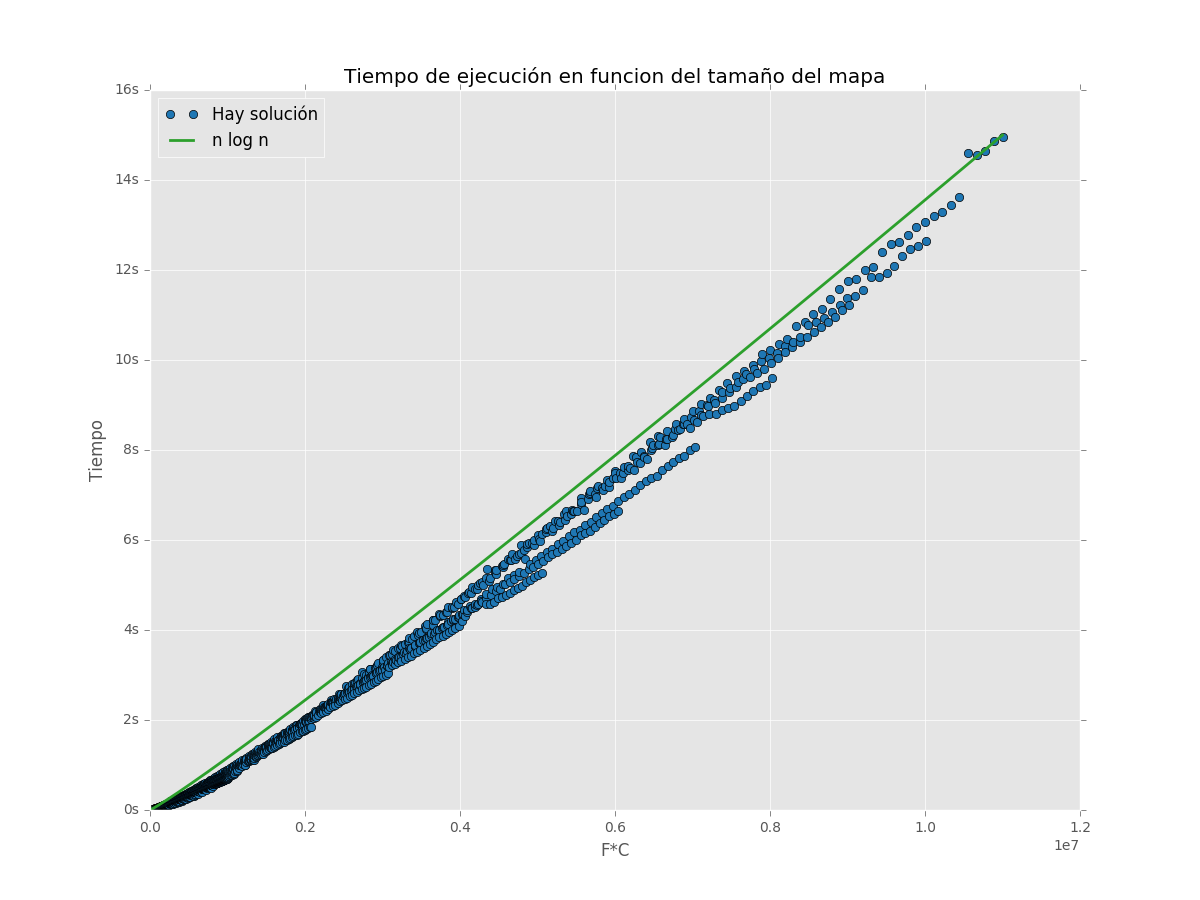 Tiempo de ejecución en funcion del tamaño del mapa
16s
14s
12s
10s
8s
6s
4s
2s
0s
Hay solución
n log n
Tiempo
0.0 0.2 0.4 0.6 0.8 1.0 1.2
1e7
F*C